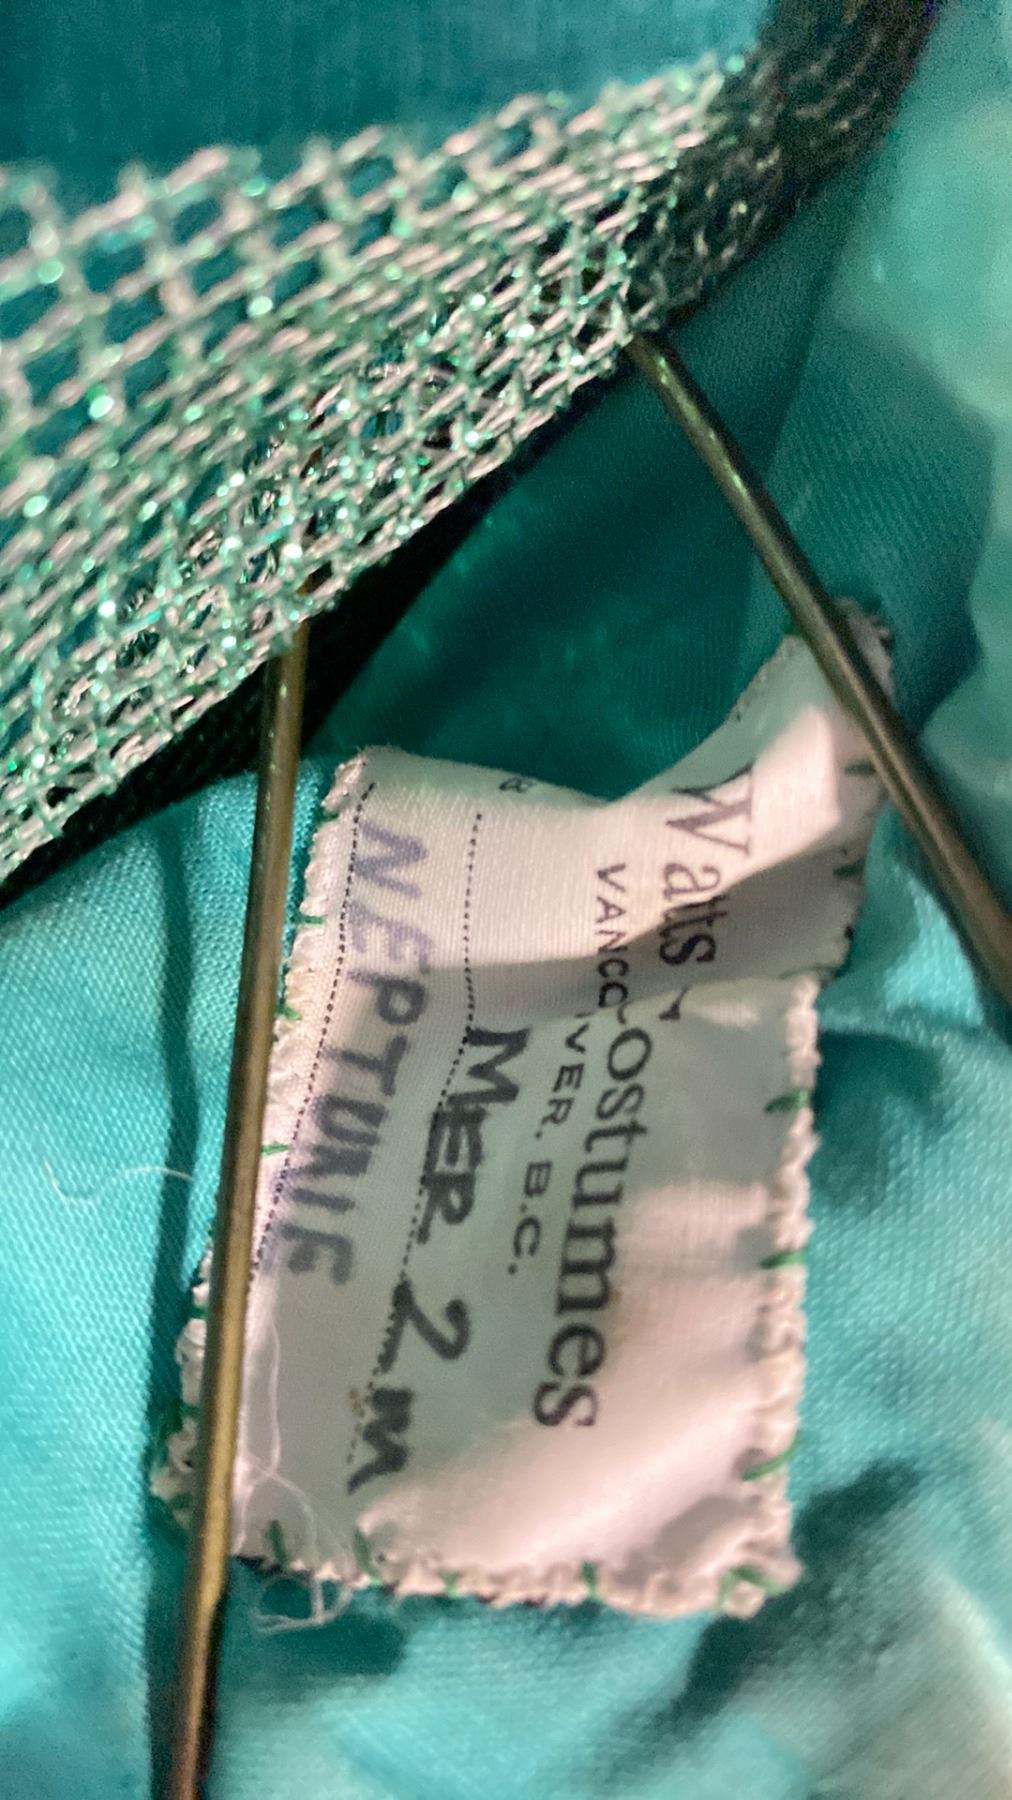 Watts Costumes
VANCOUVER. B.C.
MER 2 M
NEPTUNE